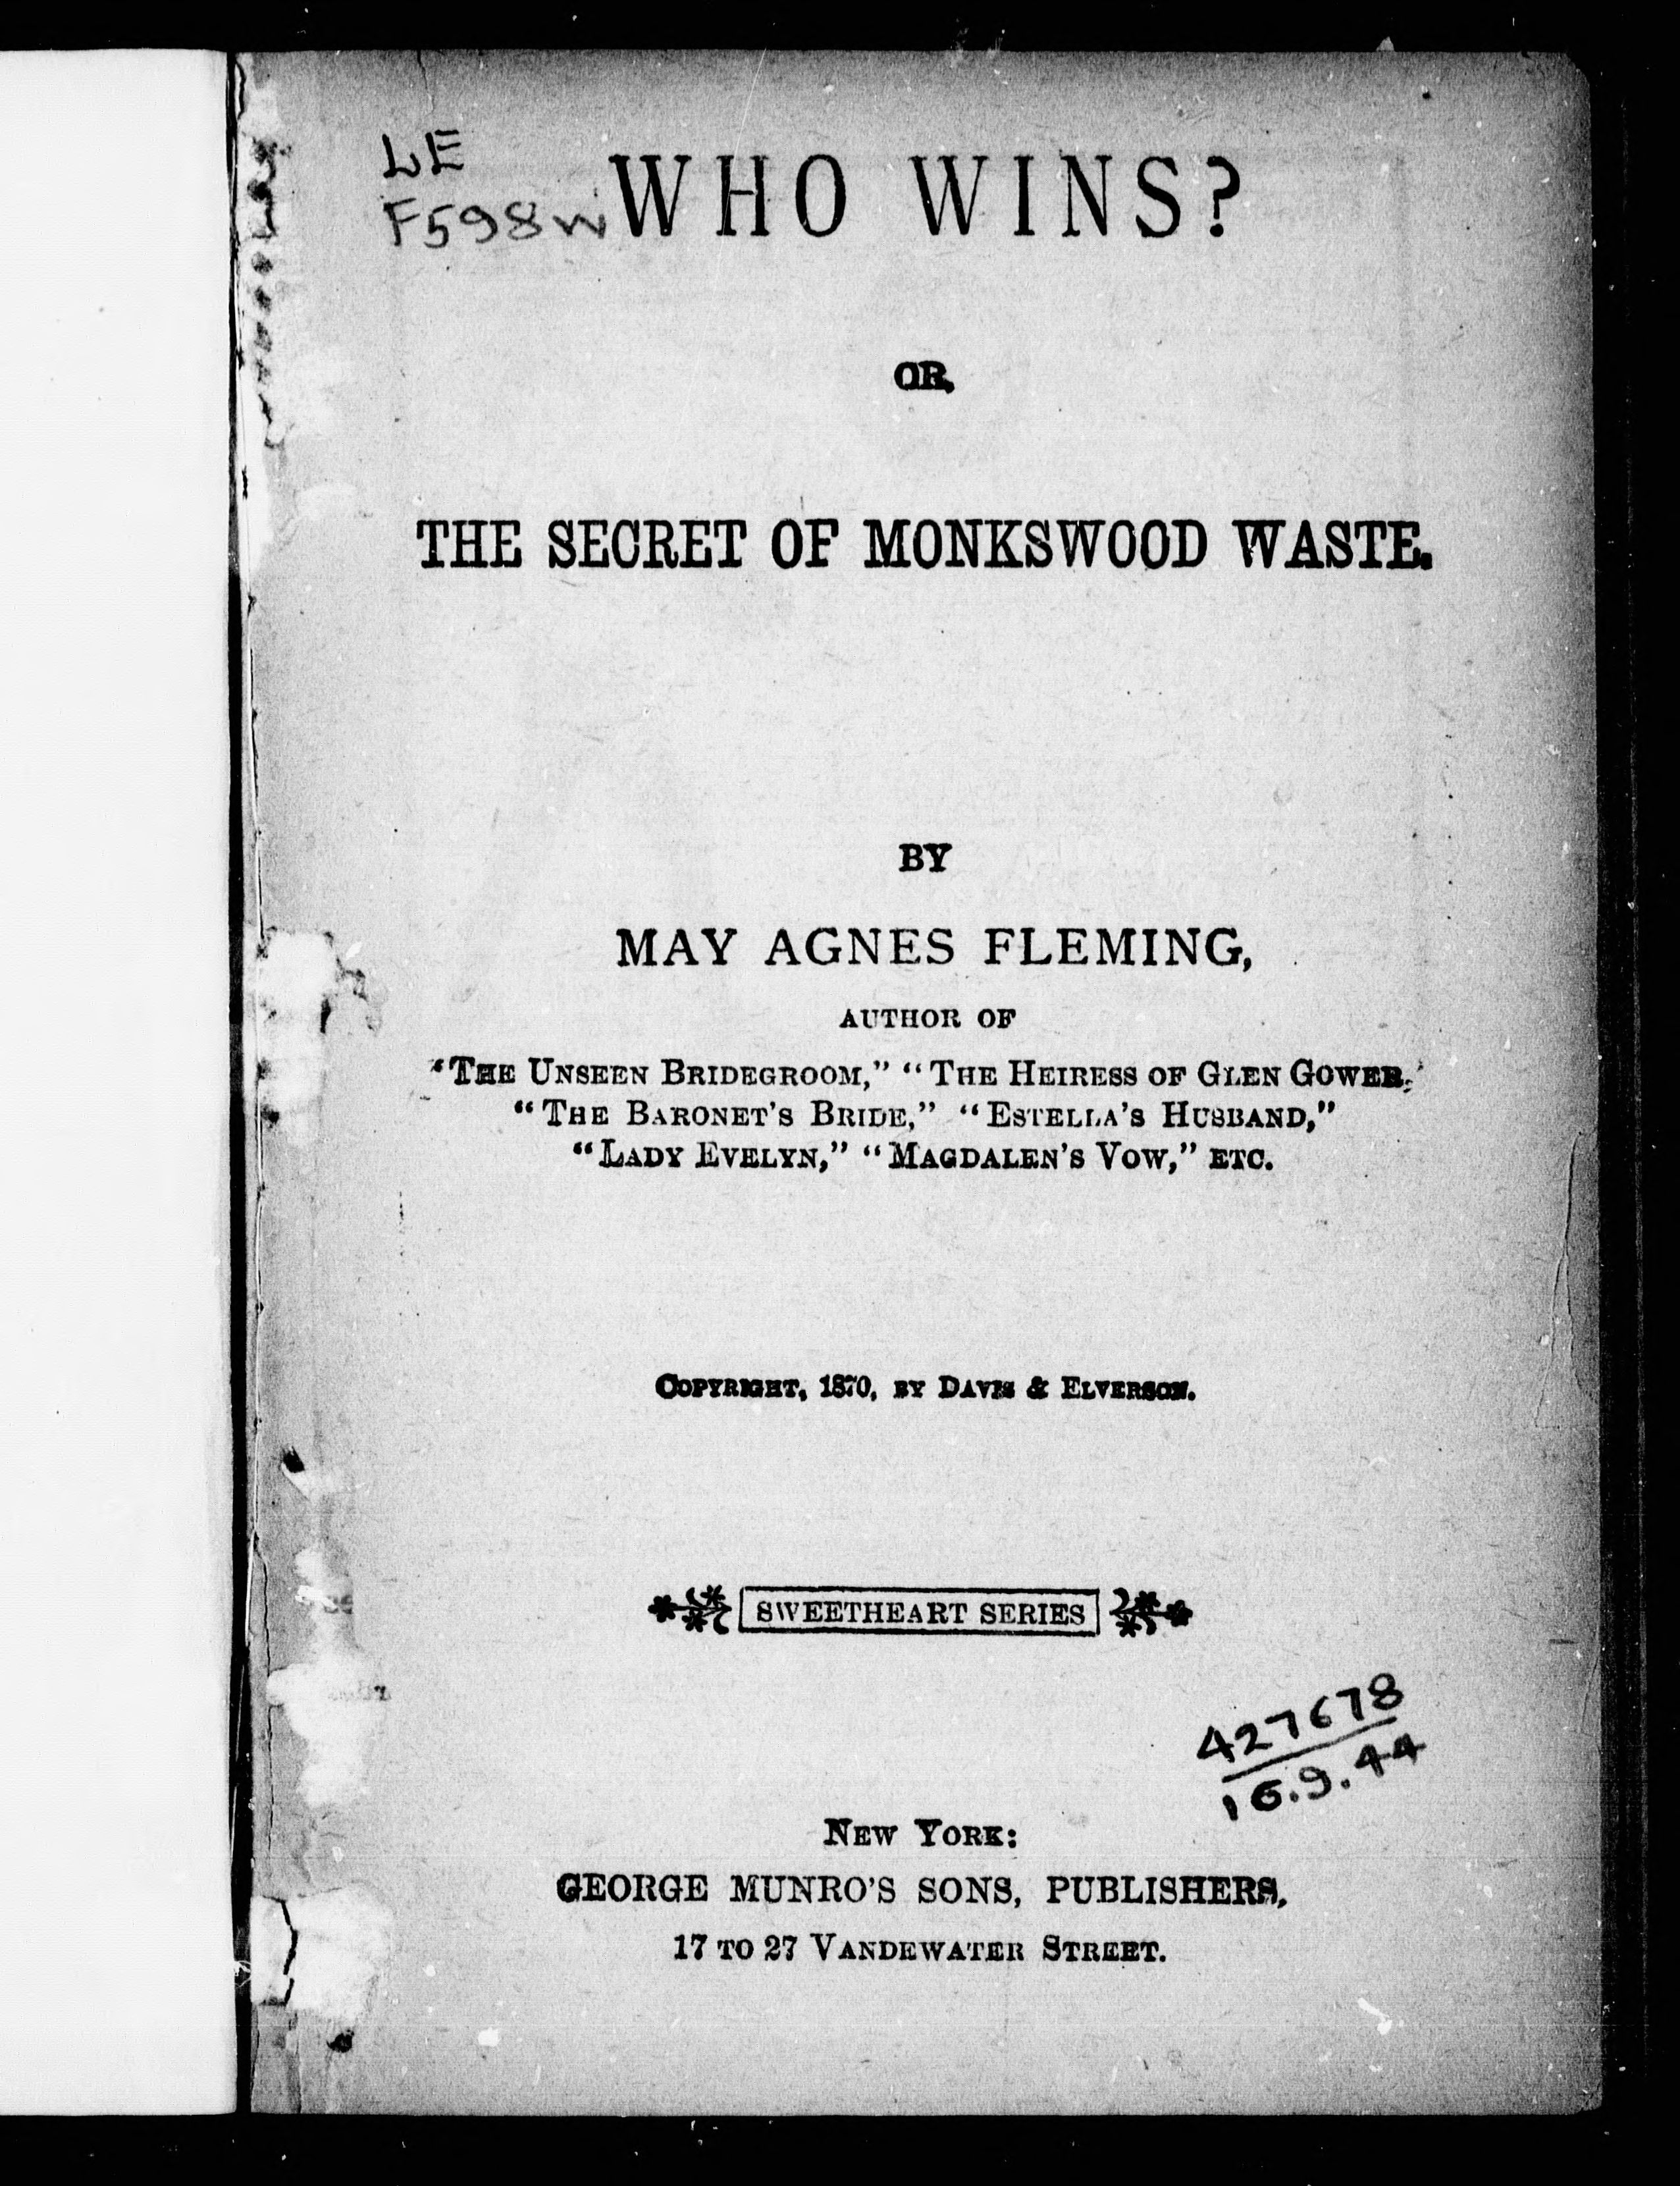 LE
F598w
WHO WINS?
OR,
THE SECRET OF MONKSWOOD WASTE.
BY
MAY AGNES FLEMING,
AUTHOR OF
“THE UNSEEN BRIDEGROOM,” “THE HEIRESS OF GLEN GOWER,”
“THE BARONET’S BRIDE,” “ESTELLA’S HUSBAND,”
“LADY EVELYN,” “MAGDALEN’S VOW,” ETC.
COPYRIGHT, 1870, BY DAVIS & ELVERSON.
SWEETHEART SERIES
427678
16.9.44
NEW YORK:
GEORGE MUNRO’S SONS, PUBLISHERS,
17 TO 27 VANDEWATER STREET.